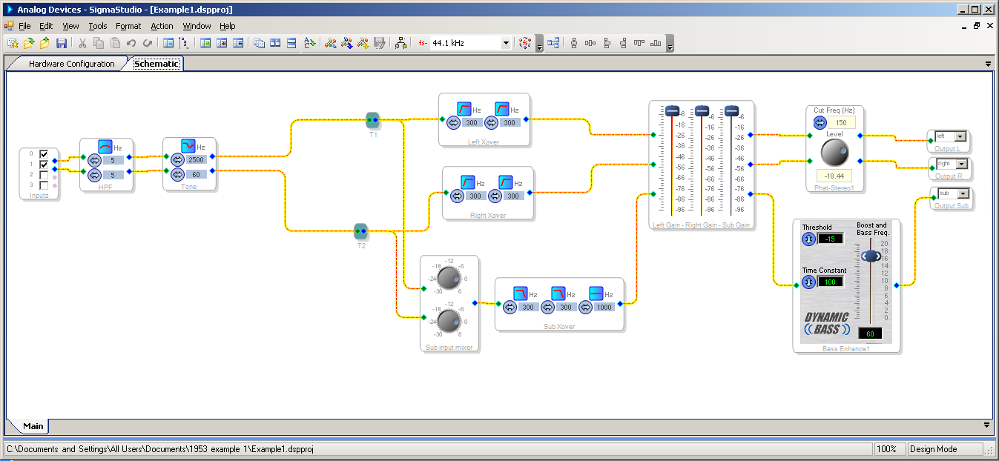 Analog Devices - SigmaStudio - [Example1.dspproj]
File Edit View Tools Format Action Window Help
fs- 44.1 kHz
Hardware Configuration Schematic
0
1
2
3
Inputs
Hz
5
5
HPF
Hz
2500
60
Tone
T1
T2
Hz Hz
300 300
Left Xover
Hz Hz
300 300
Right Xover
-12
-18 -6
-24 0
-30 6
-12
-18 -6
-24 0
-30 6
Sub input mixer
Hz Hz Hz
300 300 1000
Sub Xover
-6 -6 -6
-16 -16 -16
-26 -26 -26
-36 -36 -36
-46 -46 -46
-56 -56 -56
-66 -66 -66
-76 -76 -76
-86 -86 -86
-96 -96 -96
Left Gain - Right Gain - Sub Gain
Cut Freq (Hz)
150
Level
-18.44
Phat-Stereo1
left
Output L
right
Output R
sub
Output Sub
Threshold
-15
Time Constant
100
DYNAMIC
BASS
Boost and
Bass Freq.
20
18
16
14
12
10
8
6
4
2
0
60
Bass Enhance1
Main
C:\Documents and Settings\All Users\Documents\1953 example 1\Example1.dspproj 100% Design Mode